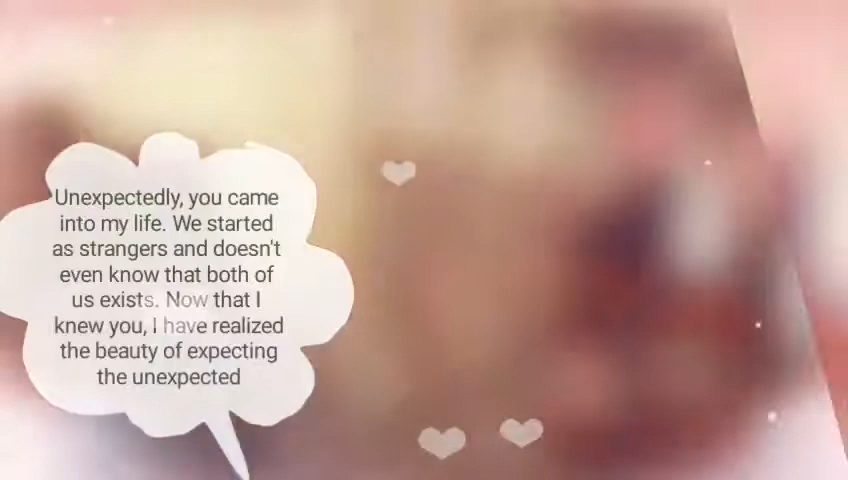 Unexpectedly, you came
into my life. We started
as strangers and doesn't
even know that both of
us exists. Now that I
knew you, I have realized
the beauty of expecting
the unexpected